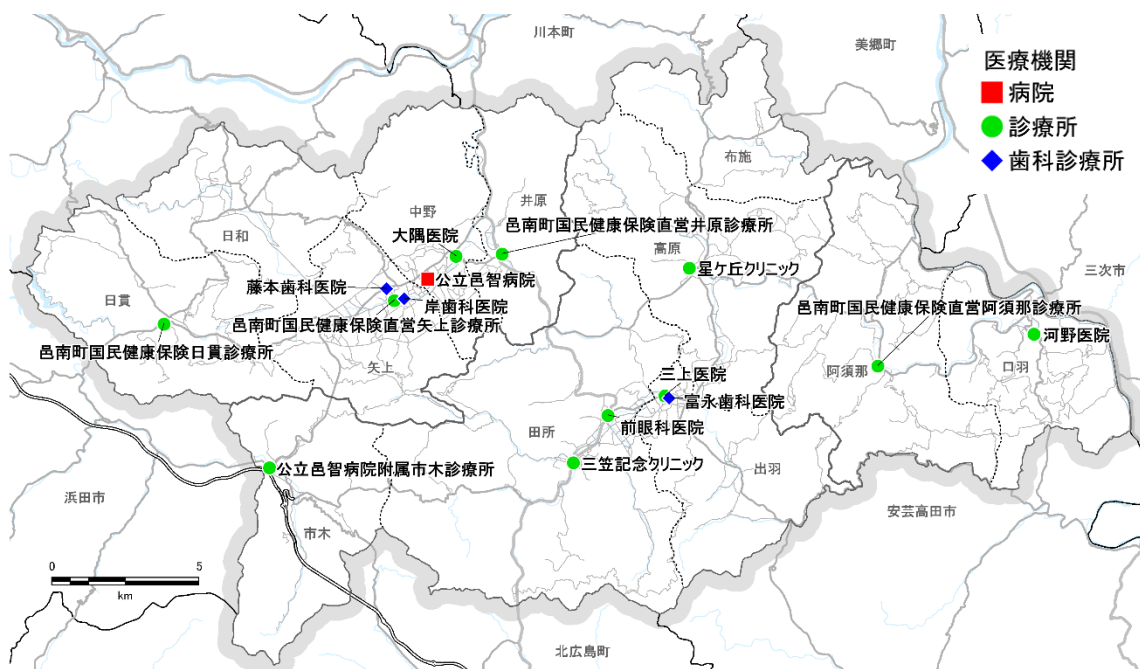 川本町
美郷町
医療機関
病院
診療所
歯科診療所
布施
中野
井原
邑南町国民健康保険直営井原診療所
日和
大隅医院
高原
星ケ丘クリニック
三次市
公立邑智病院
藤本歯科医院
岸歯科医院
日貫
邑南町国民健康保険直営阿須那診療所
邑南町国民健康保険直営矢上診療所
河野医院
邑南町国民健康保険日貫診療所
矢上
阿須那
口羽
三上医院
富永歯科医院
前眼科医院
田所
三笠記念クリニック
公立邑智病院附属市木診療所
出羽
浜田市
市木
安芸高田市
0 5
km
北広島町